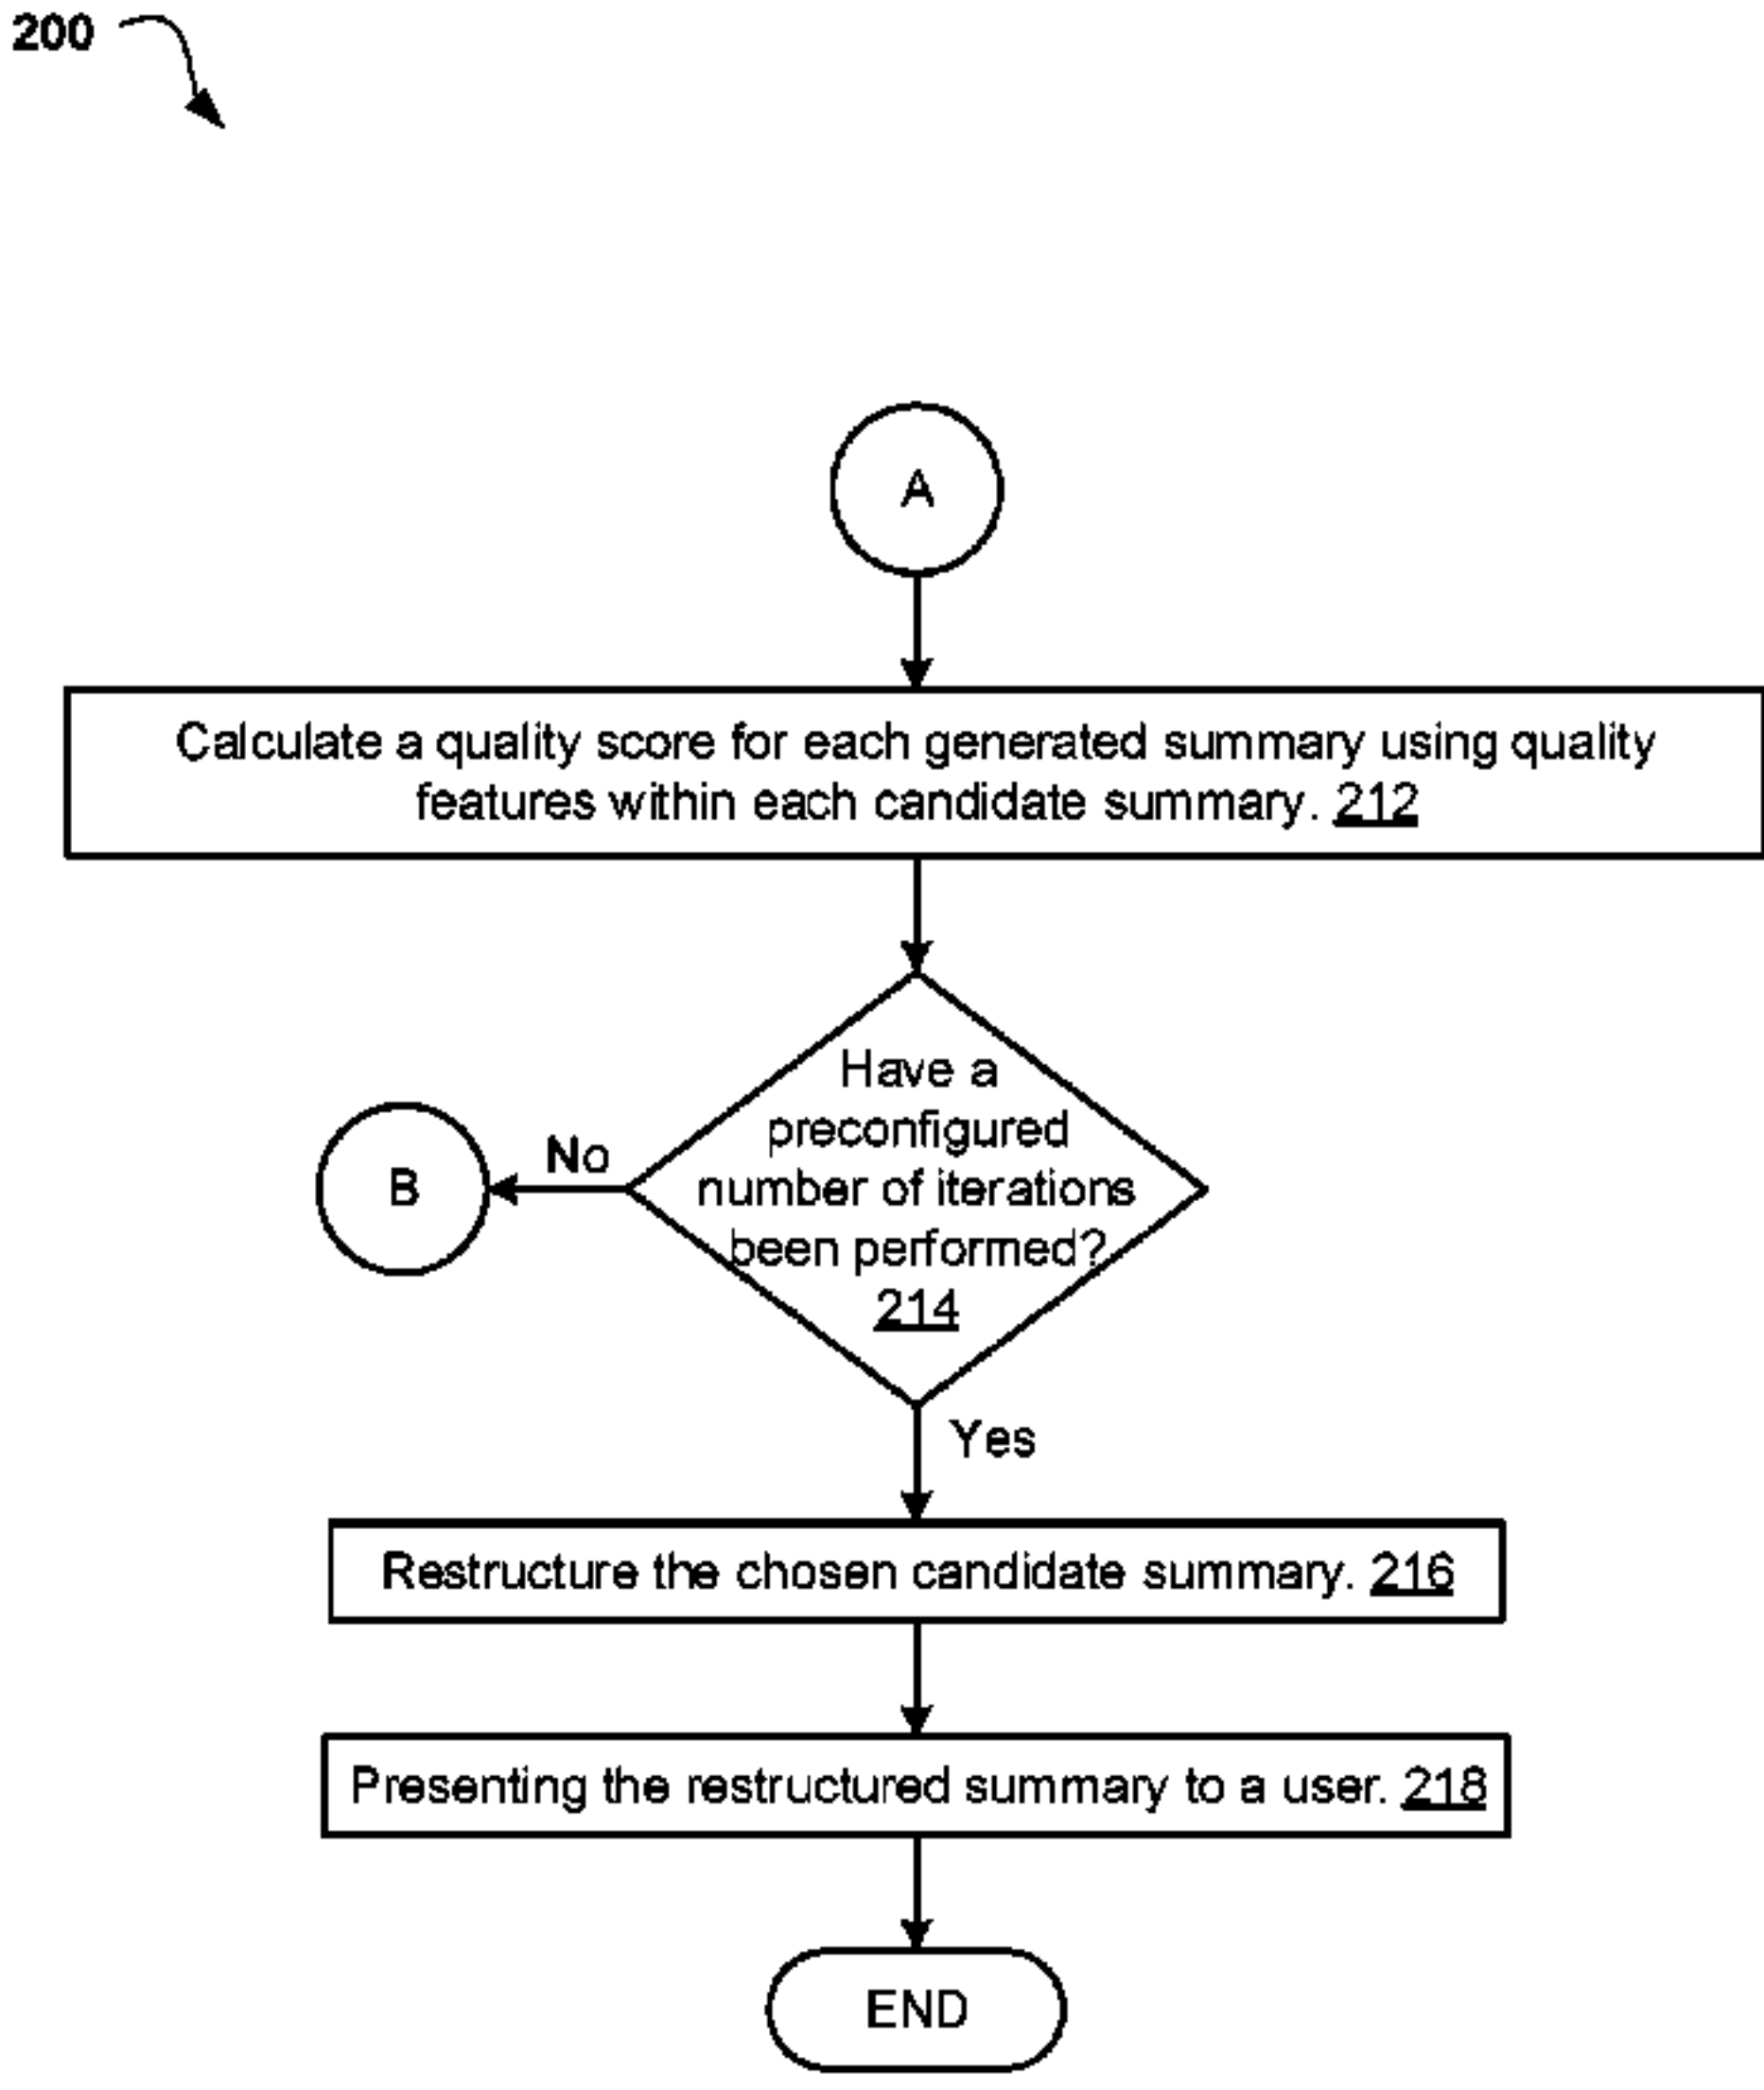 200
A
Calculate a quality score for each generated summary using quality
features within each candidate summary. 212
Have a
preconfigured
number of iterations
been performed?
214
No
B
Yes
Restructure the chosen candidate summary. 216
Presenting the restructured summary to a user. 218
END